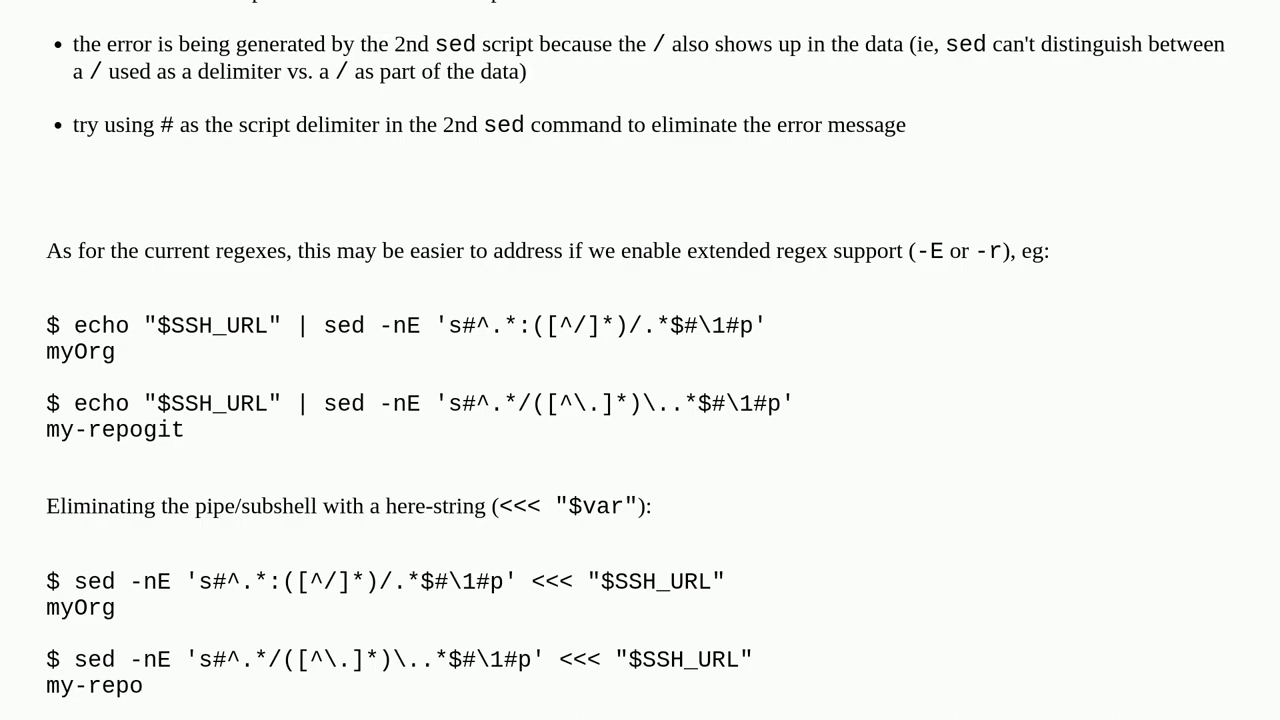 • the error is being generated by the 2nd sed script because the / also shows up in the data (ie, sed can't distinguish between
a / used as a delimiter vs. a / as part of the data)
• try using # as the script delimiter in the 2nd sed command to eliminate the error message
As for the current regexes, this may be easier to address if we enable extended regex support (-E or -r), eg:
$ echo "$SSH_URL" | sed -nE 's#^.*:([^/]*)/.*$#\1#p'
myOrg
$ echo "$SSH_URL" | sed -nE 's#^.*/([^\.]*)\..*$#\1#p'
my-repogit
Eliminating the pipe/subshell with a here-string (<<< "$var"):
$ sed -nE 's#^.*:([^/]*)/.*$#\1#p' <<< "$SSH_URL"
myOrg
$ sed -nE 's#^.*/([^\.]*)\..*$#\1#p' <<< "$SSH_URL"
my-repo